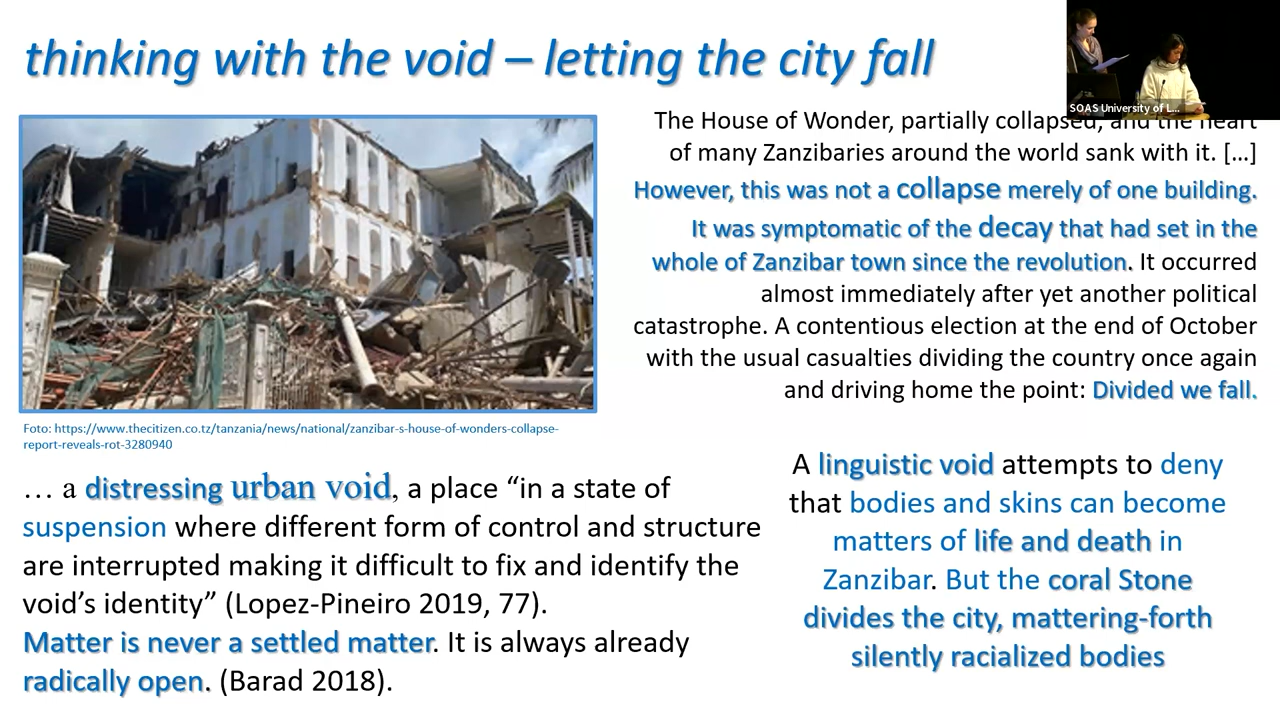 thinking with the void – letting the city fall
SOAS University of L...
The House of Wonder, partially collapsed, and the heart
of many Zanzibaries around the world sank with it. [...]
However, this was not a collapse merely of one building.
It was symptomatic of the decay that had set in the
whole of Zanzibar town since the revolution. It occurred
almost immediately after yet another political
catastrophe. A contentious election at the end of October
with the usual casualties dividing the country once again
and driving home the point: Divided we fall.
Foto: https://www.thecitizen.co.tz/tanzania/news/national/zanzibar-s-house-of-wonders-collapse-
report-reveals-rot-3280940
… a distressing urban void, a place “in a state of
suspension where different form of control and structure
are interrupted making it difficult to fix and identify the
void’s identity” (Lopez-Pineiro 2019, 77).
Matter is never a settled matter. It is always already
radically open. (Barad 2018).
A linguistic void attempts to deny
that bodies and skins can become
matters of life and death in
Zanzibar. But the coral Stone
divides the city, mattering-forth
silently racialized bodies